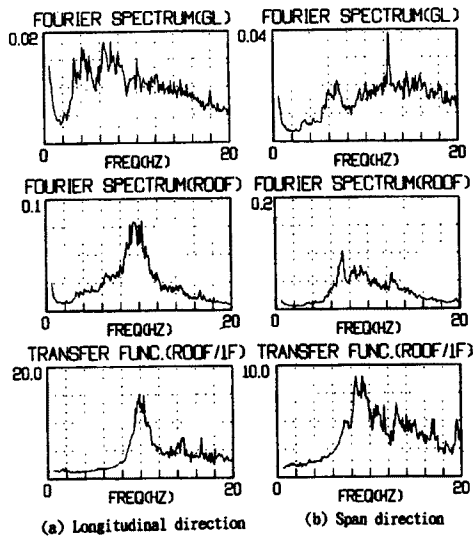 FOURIER SPECTRUM(GL)
0.02
0 20
FREQ(HZ)
FOURIER SPECTRUM(GL)
0.04
0 20
FREQ(HZ)
FOURIER SPECTRUM(ROOF)
0.1
0 20
FREQ(HZ)
FOURIER SPECTRUM(ROOF)
0.2
0 20
FREQ(HZ)
TRANSFER FUNC.(ROOF/1F)
20.0
0 20
FREQ(HZ)
TRANSFER FUNC.(ROOF/1F)
10.0
0 20
FREQ(HZ)
(a) Longitudinal direction
(b) Span direction